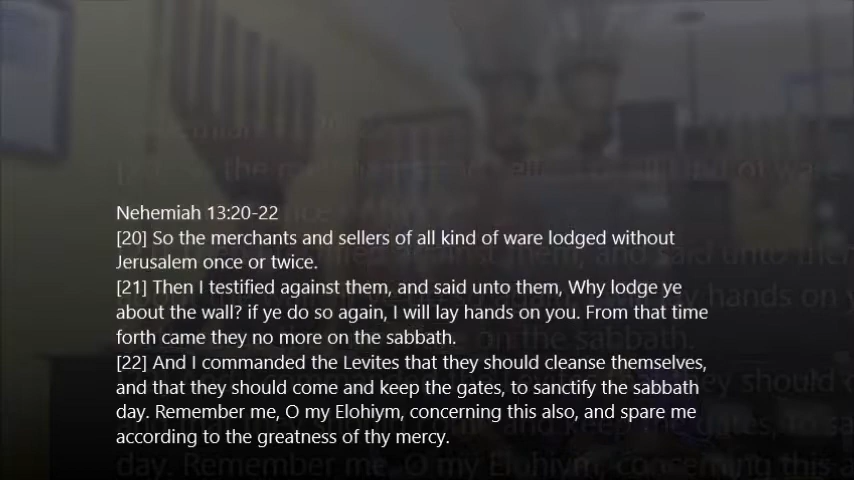 Nehemiah 13:20-22
[20] So the merchants and sellers of all kind of ware lodged without
Jerusalem once or twice.
[21] Then I testified against them, and said unto them, Why lodge ye
about the wall? if ye do so again, I will lay hands on you. From that time
forth came they no more on the sabbath.
[22] And I commanded the Levites that they should cleanse themselves,
and that they should come and keep the gates, to sanctify the sabbath
day. Remember me, O my Elohiym, concerning this also, and spare me
according to the greatness of thy mercy.